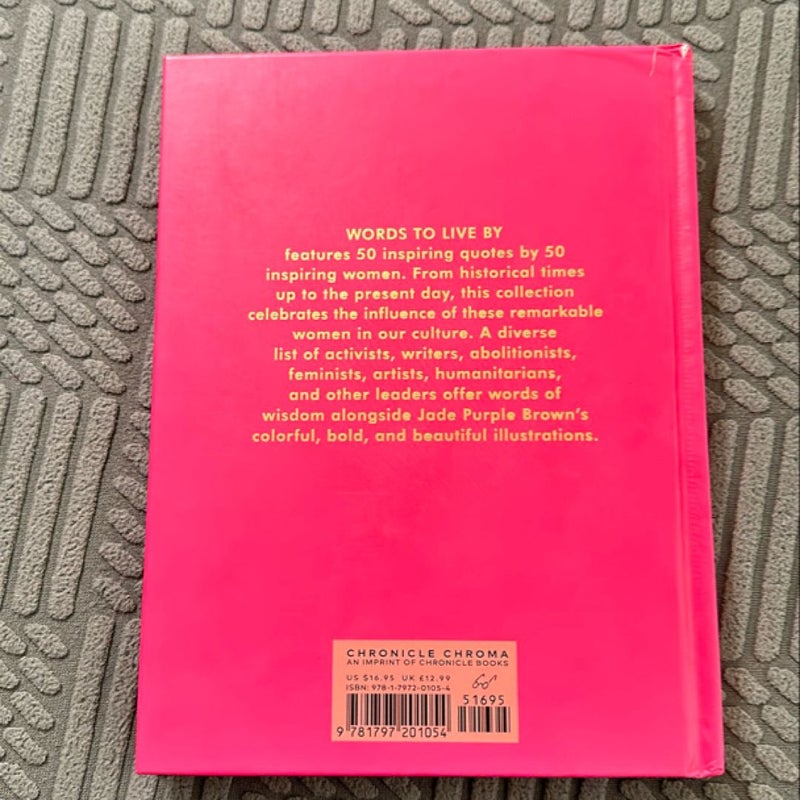 WORDS TO LIVE BY
features 50 inspiring quotes by 50
inspiring women. From historical times
up to the present day, this collection
celebrates the influence of these remarkable
women in our culture. A diverse
list of activists, writers, abolitionists,
feminists, artists, humanitarians,
and other leaders offer words of
wisdom alongside Jade Purple Brown's
colorful, bold, and beautiful illustrations.
CHRONICLE CHROMA
AN IMPRINT OF CHRONICLE BOOKS
US $16.95 UK £12.99
ISBN: 978-1-7972-0105-4
51695
9 781797 201054